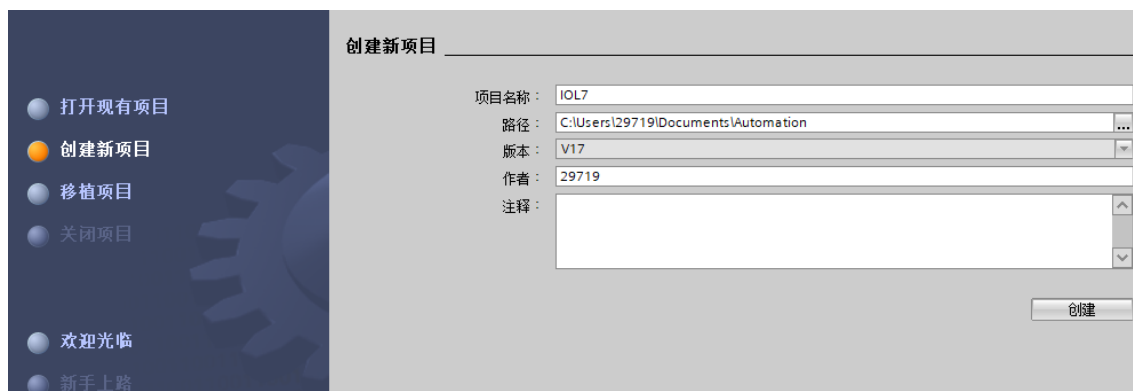 打开现有项目
创建新项目
移植项目
关闭项目
欢迎光临
新手上路
创建新项目
项目名称： IOL7
路径： C:\Users\29719\Documents\Automation
...
版本： V17
作者： 29719
注释：
创建